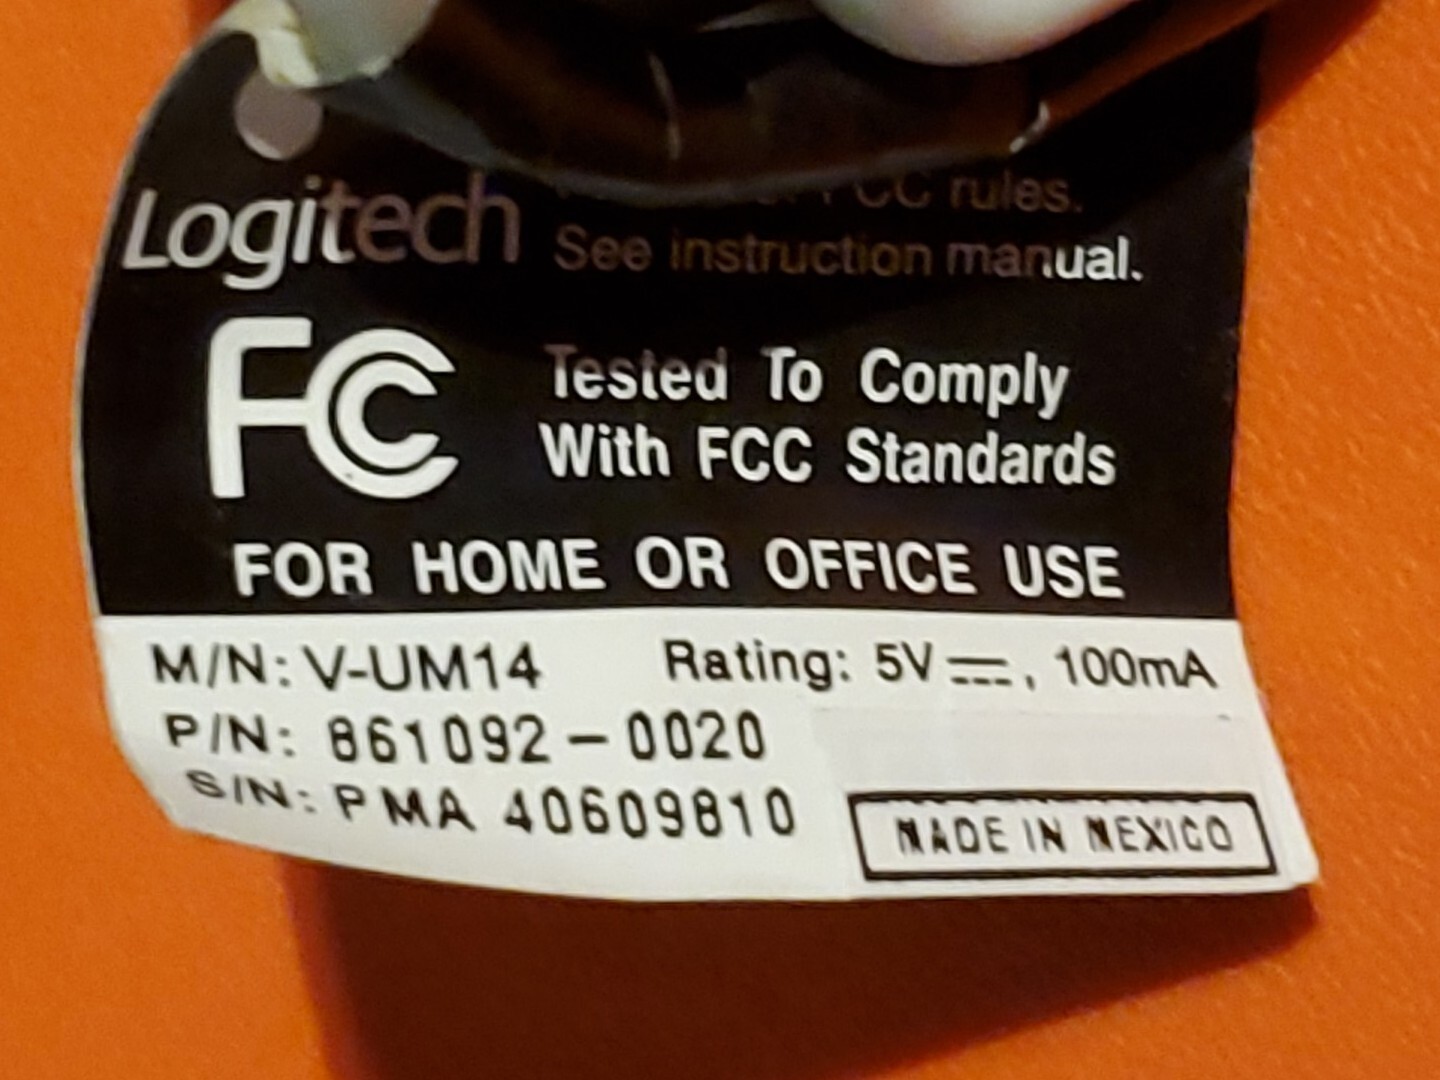 Logitech
FCC rules.
See instruction manual.
FC Tested To Comply
With FCC Standards
FOR HOME OR OFFICE USE
M/N: V-UM14 Rating: 5V⎓, 100mA
P/N: 861092-0020
S/N: PMA 40609810
MADE IN MEXICO